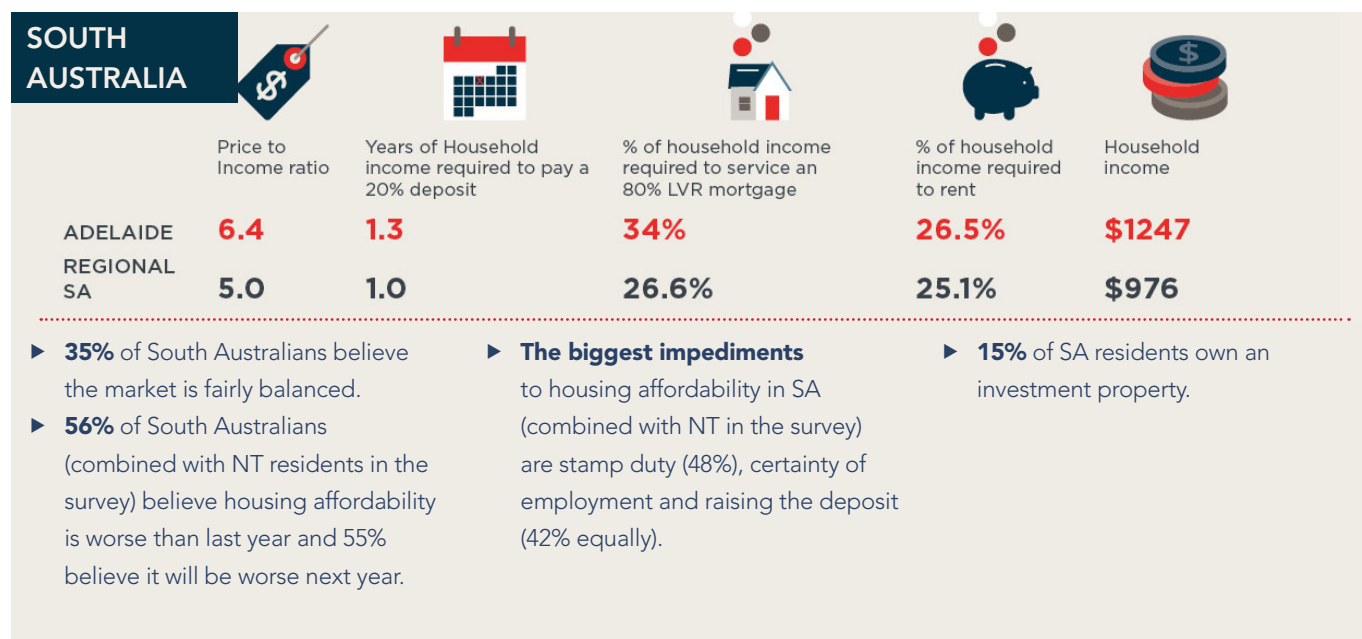 SOUTH
AUSTRALIA
$
$
Price to
Income ratio
Years of Household
income required to pay a
20% deposit
% of household income
required to service an
80% LVR mortgage
% of household
income required
to rent
Household
income
ADELAIDE 6.4 1.3 34% 26.5% $1247
REGIONAL
SA 5.0 1.0 26.6% 25.1% $976
▶ 35% of South Australians believe
the market is fairly balanced.
▶ 56% of South Australians
(combined with NT residents in the
survey) believe housing affordability
is worse than last year and 55%
believe it will be worse next year.
▶ The biggest impediments
to housing affordability in SA
(combined with NT in the survey)
are stamp duty (48%), certainty of
employment and raising the deposit
(42% equally).
▶ 15% of SA residents own an
investment property.